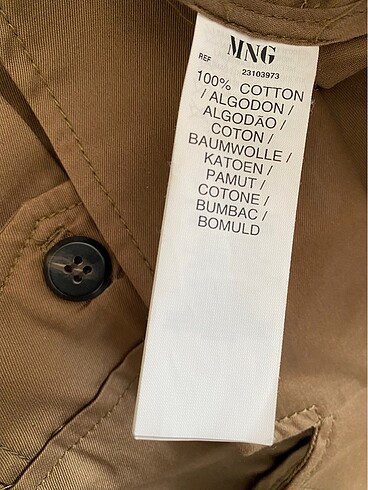 MNG
REF 23103973
100% COTTON
/ ALGODON /
ALGODÃO /
COTON /
BAUMWOLLE /
KATOEN /
PAMUT /
COTONE /
BUMBAC /
BOMULD